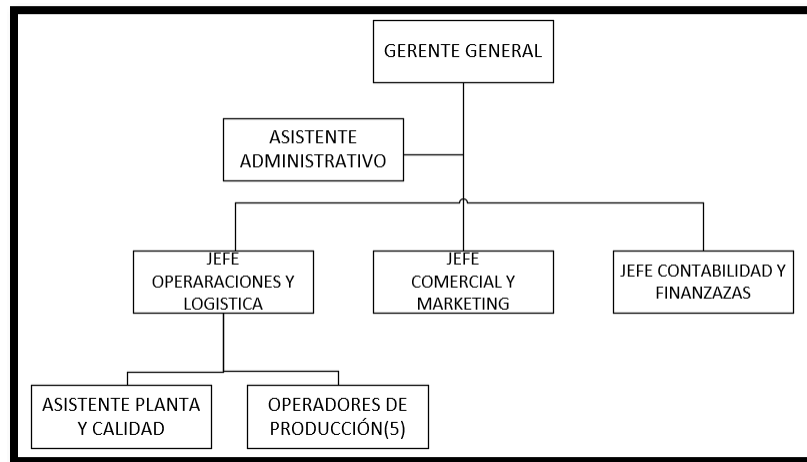 GERENTE GENERAL
ASISTENTE
ADMINISTRATIVO
JEFE
OPERARACIONES Y
LOGISTICA
JEFE
COMERCIAL Y
MARKETING
JEFE CONTABILIDAD Y
FINANZAZAS
ASISTENTE PLANTA
Y CALIDAD
OPERADORES DE
PRODUCCIÓN(5)